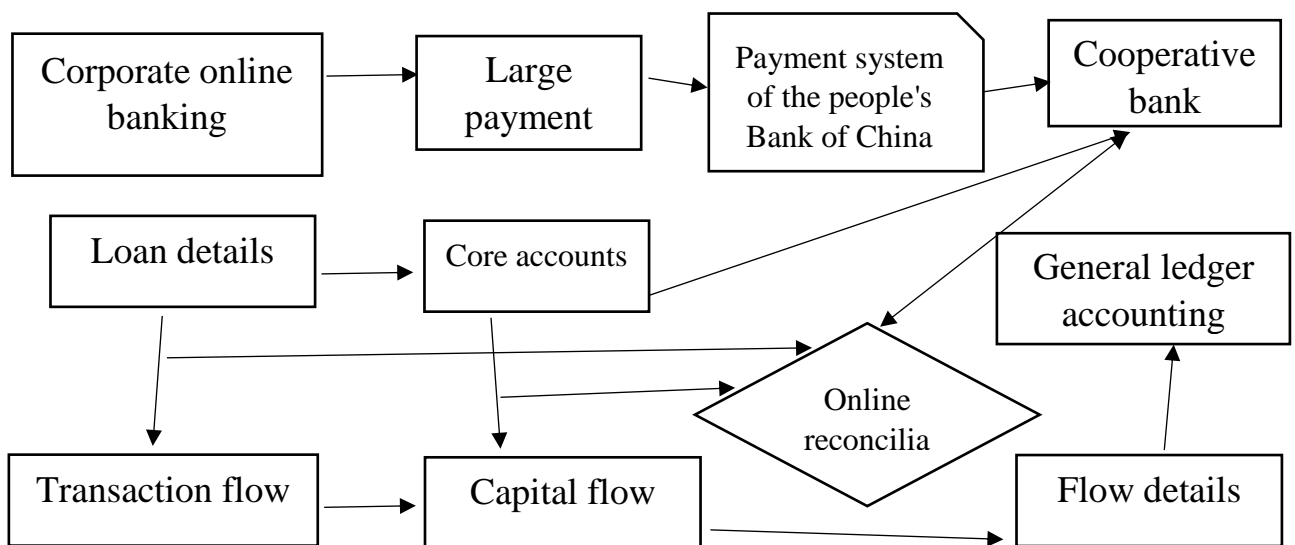 Corporate online
banking
Large
payment
Payment system
of the people's
Bank of China
Cooperative
bank
Loan details
Core accounts
General ledger
accounting
Online
reconcilia
Transaction flow
Capital flow
Flow details